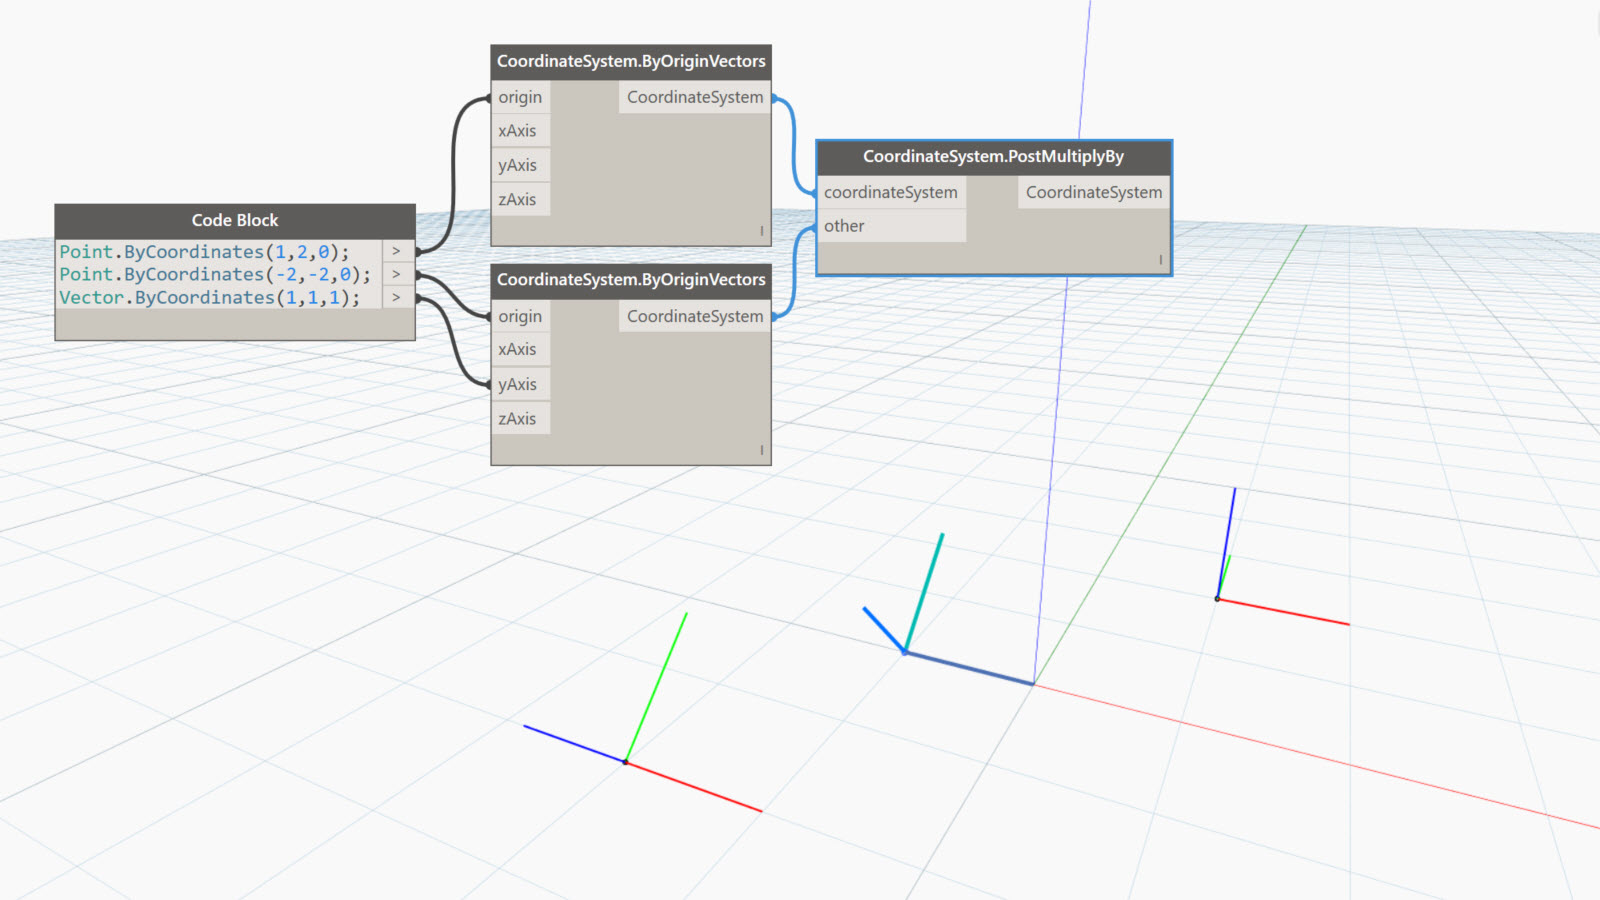 CoordinateSystem.ByOriginVectors
origin
CoordinateSystem
xAxis
yAxis
zAxis
Code Block
Point.ByCoordinates(1,2,0); >
Point.ByCoordinates(-2,-2,0); >
Vector.ByCoordinates(1,1,1); >
CoordinateSystem.ByOriginVectors
origin
CoordinateSystem
xAxis
yAxis
zAxis
CoordinateSystem.PostMultiplyBy
coordinateSystem
CoordinateSystem
other